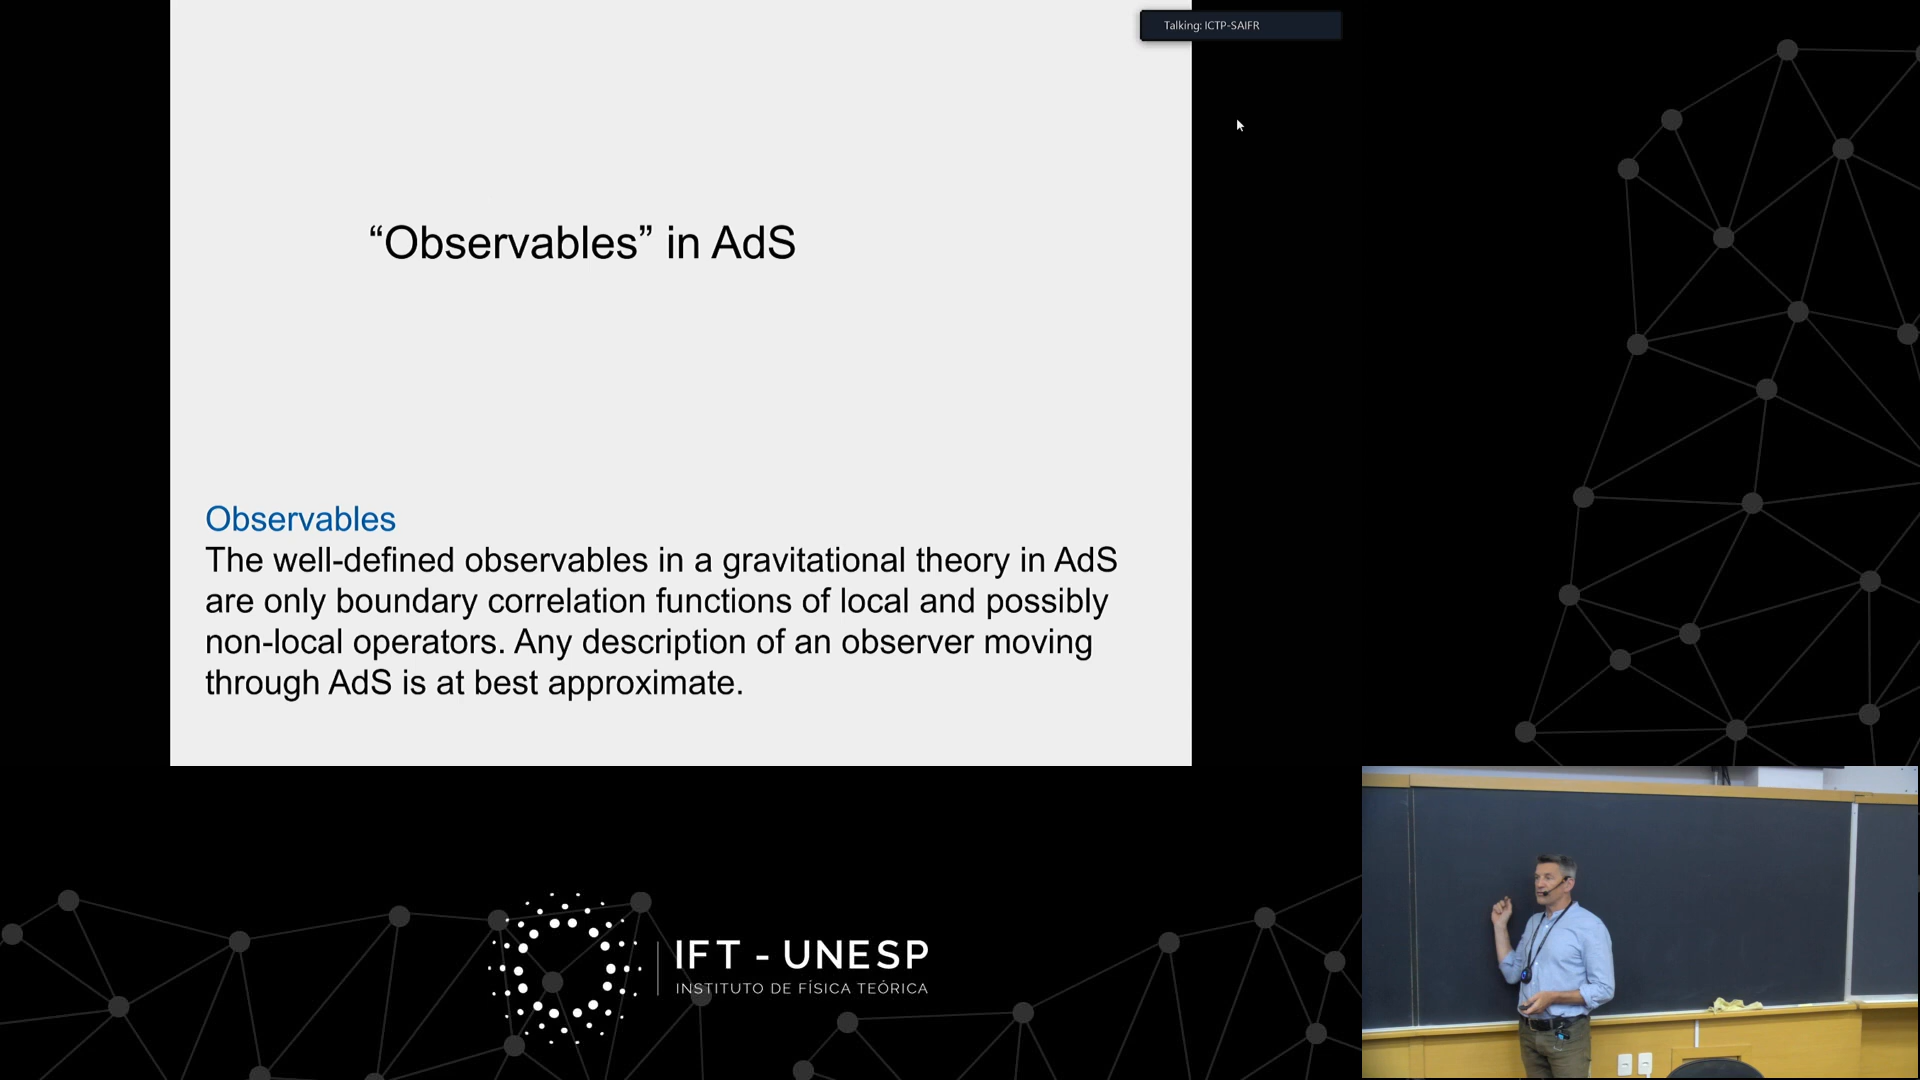 Talking: ICTP-SAIFR
“Observables” in AdS
Observables
The well-defined observables in a gravitational theory in AdS
are only boundary correlation functions of local and possibly
non-local operators. Any description of an observer moving
through AdS is at best approximate.
IFT - UNESP
INSTITUTO DE FÍSICA TEÓRICA